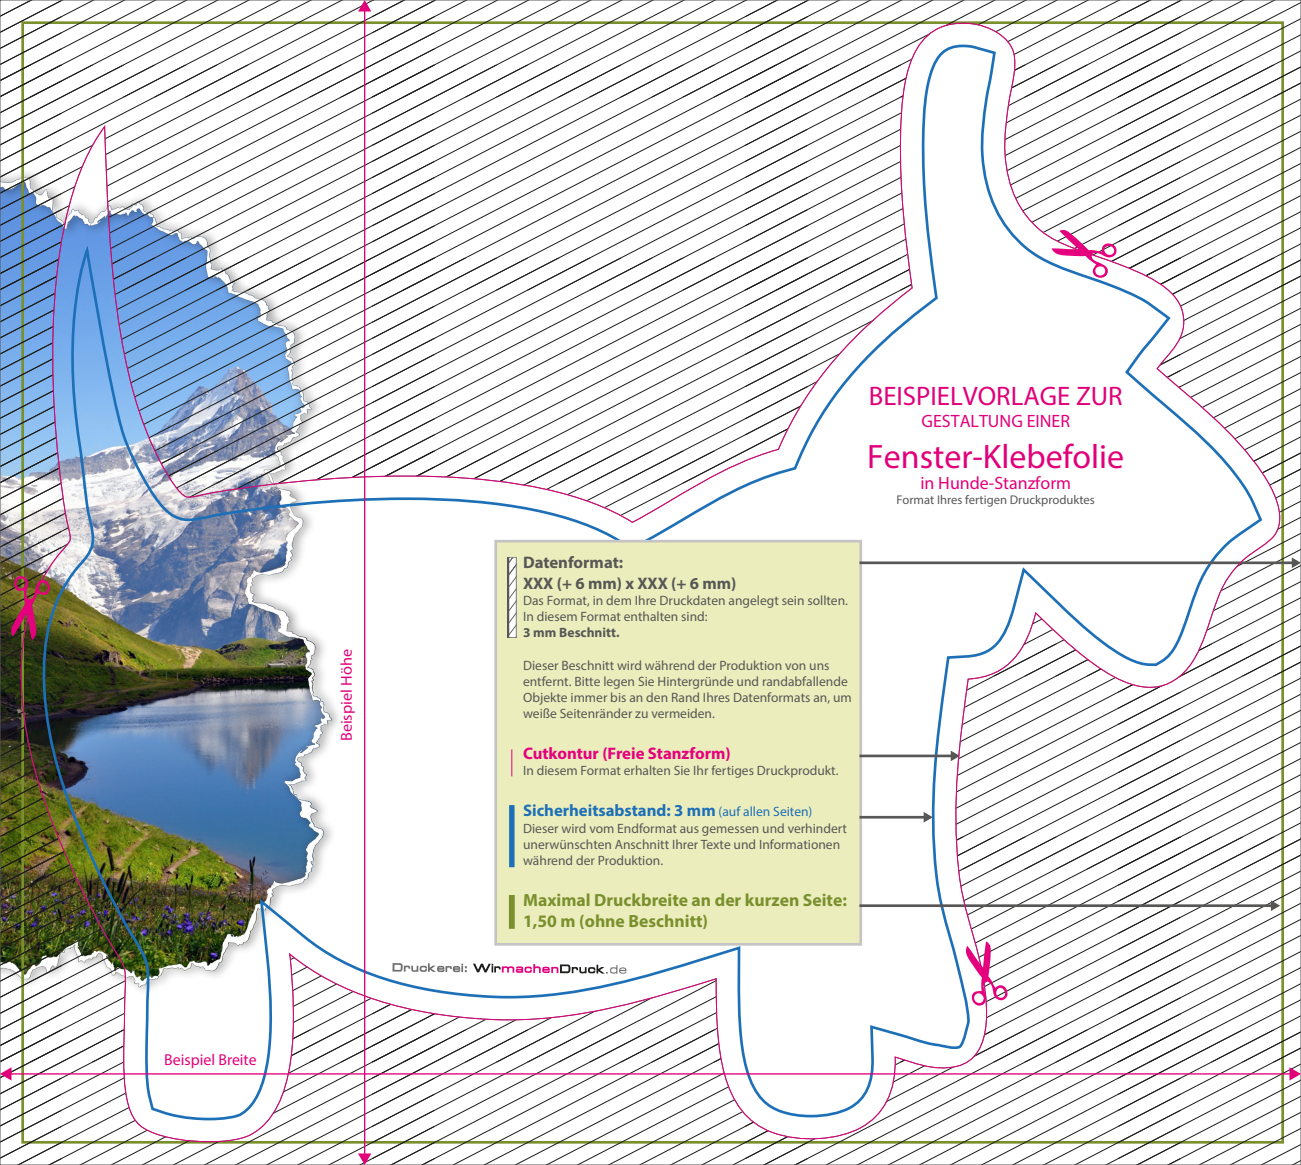 BEISPIELVORLAGE ZUR
GESTALTUNG EINER
Fenster-Klebefolie
in Hunde-Stanzform
Format Ihres fertigen Druckproduktes
Datenformat:
XXX (+ 6 mm) x XXX (+ 6 mm)
Das Format, in dem Ihre Druckdaten angelegt sein sollten.
In diesem Format enthalten sind:
3 mm Beschnitt.
Dieser Beschnitt wird während der Produktion von uns
entfernt. Bitte legen Sie Hintergründe und randabfallende
Objekte immer bis an den Rand Ihres Datenformats an, um
weiße Seitenränder zu vermeiden.
Cutkontur (Freie Stanzform)
In diesem Format erhalten Sie Ihr fertiges Druckprodukt.
Sicherheitsabstand: 3 mm (auf allen Seiten)
Dieser wird vom Endformat aus gemessen und verhindert
unerwünschten Anschnitt Ihrer Texte und Informationen
während der Produktion.
Maximal Druckbreite an der kurzen Seite:
1,50 m (ohne Beschnitt)
Beispiel Höhe
Druckerei: WirmachenDruck.de
Beispiel Breite